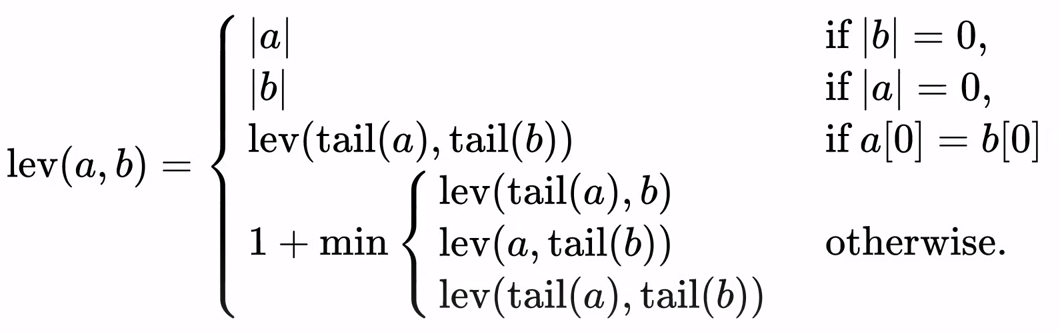 |a| if |b| = 0,
|b| if |a| = 0,
lev(a, b) = { lev(tail(a), tail(b)) if a[0] = b[0]
1 + min { lev(tail(a), b)
lev(a, tail(b)) otherwise.
lev(tail(a), tail(b))